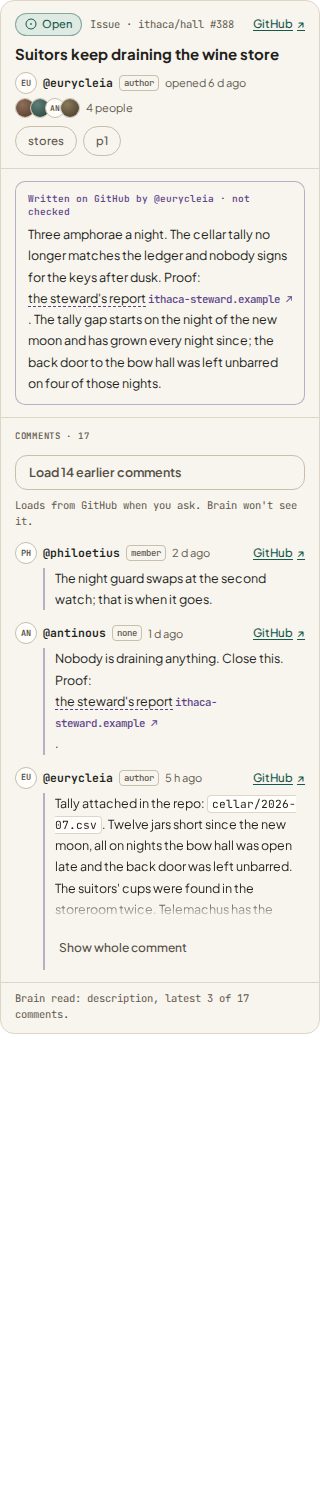 Open Issue · ithaca/hall #388 GitHub ↗
Suitors keep draining the wine store
EU @eurycleia author opened 6 d ago
AN 4 people
stores p1
Written on GitHub by @eurycleia · not
checked
Three amphorae a night. The cellar tally no
longer matches the ledger and nobody signs
for the keys after dusk. Proof:
the steward's report ithaca-steward.example ↗
. The tally gap starts on the night of the new
moon and has grown every night since; the
back door to the bow hall was left unbarred
on four of those nights.
COMMENTS · 17
Load 14 earlier comments
Loads from GitHub when you ask. Brain won't see
it.
PH @philoetius member 2 d ago GitHub ↗
The night guard swaps at the second
watch; that is when it goes.
AN @antinous none 1 d ago GitHub ↗
Nobody is draining anything. Close this.
Proof:
the steward's report ithaca-
steward.example ↗
.
EU @eurycleia author 5 h ago GitHub ↗
Tally attached in the repo: cellar/2026-
07.csv. Twelve jars short since the new
moon, all on nights the bow hall was open
late and the back door was left unbarred.
The suitors' cups were found in the
storeroom twice. Telemachus has the
Show whole comment
Brain read: description, latest 3 of 17
comments.